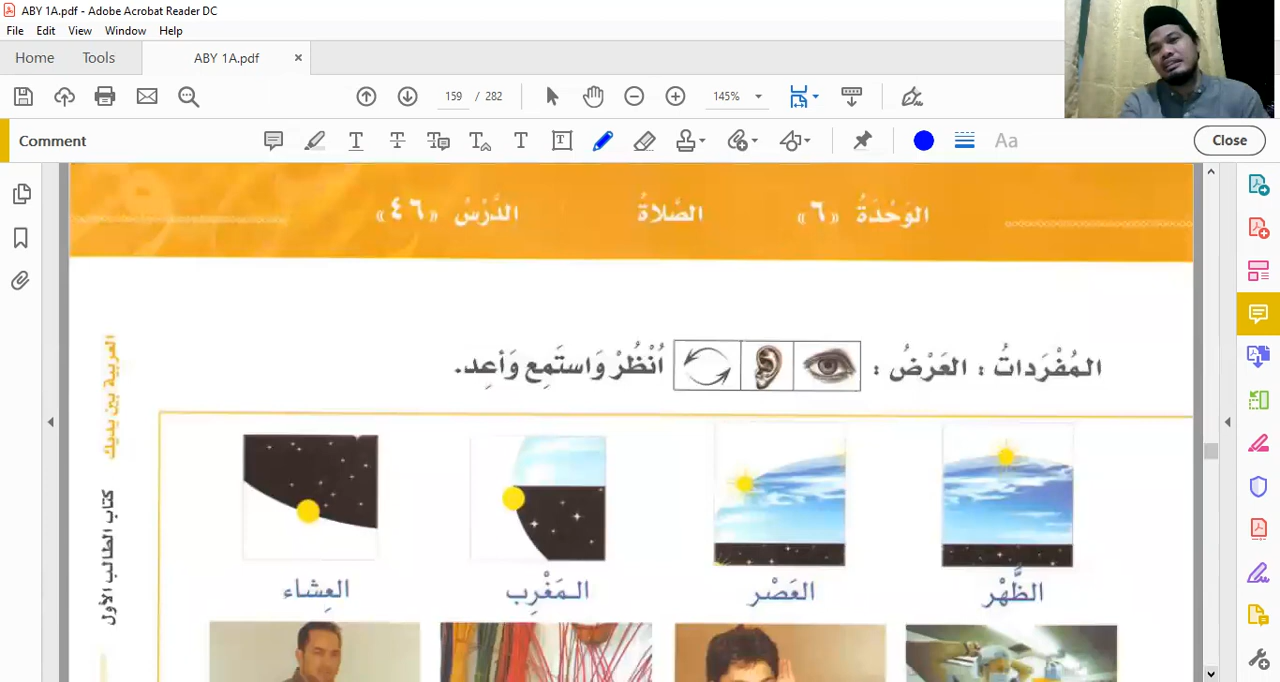 ABY 1A.pdf - Adobe Acrobat Reader DC
File Edit View Window Help
Home Tools ABY 1A.pdf ×
159 / 282 145%
Comment
Close
الوَحْدَةُ «٦» الصَّلاةُ الدَّرْسُ «٤٦»
المُفْرَداتُ : العَرْضُ : اُنْظُرْ وَاستَمِع وَأعِد.
الظُّهْر العَصْر المَغْرِب العِشاء
العربية بين يديك
كتاب الطالب الأول